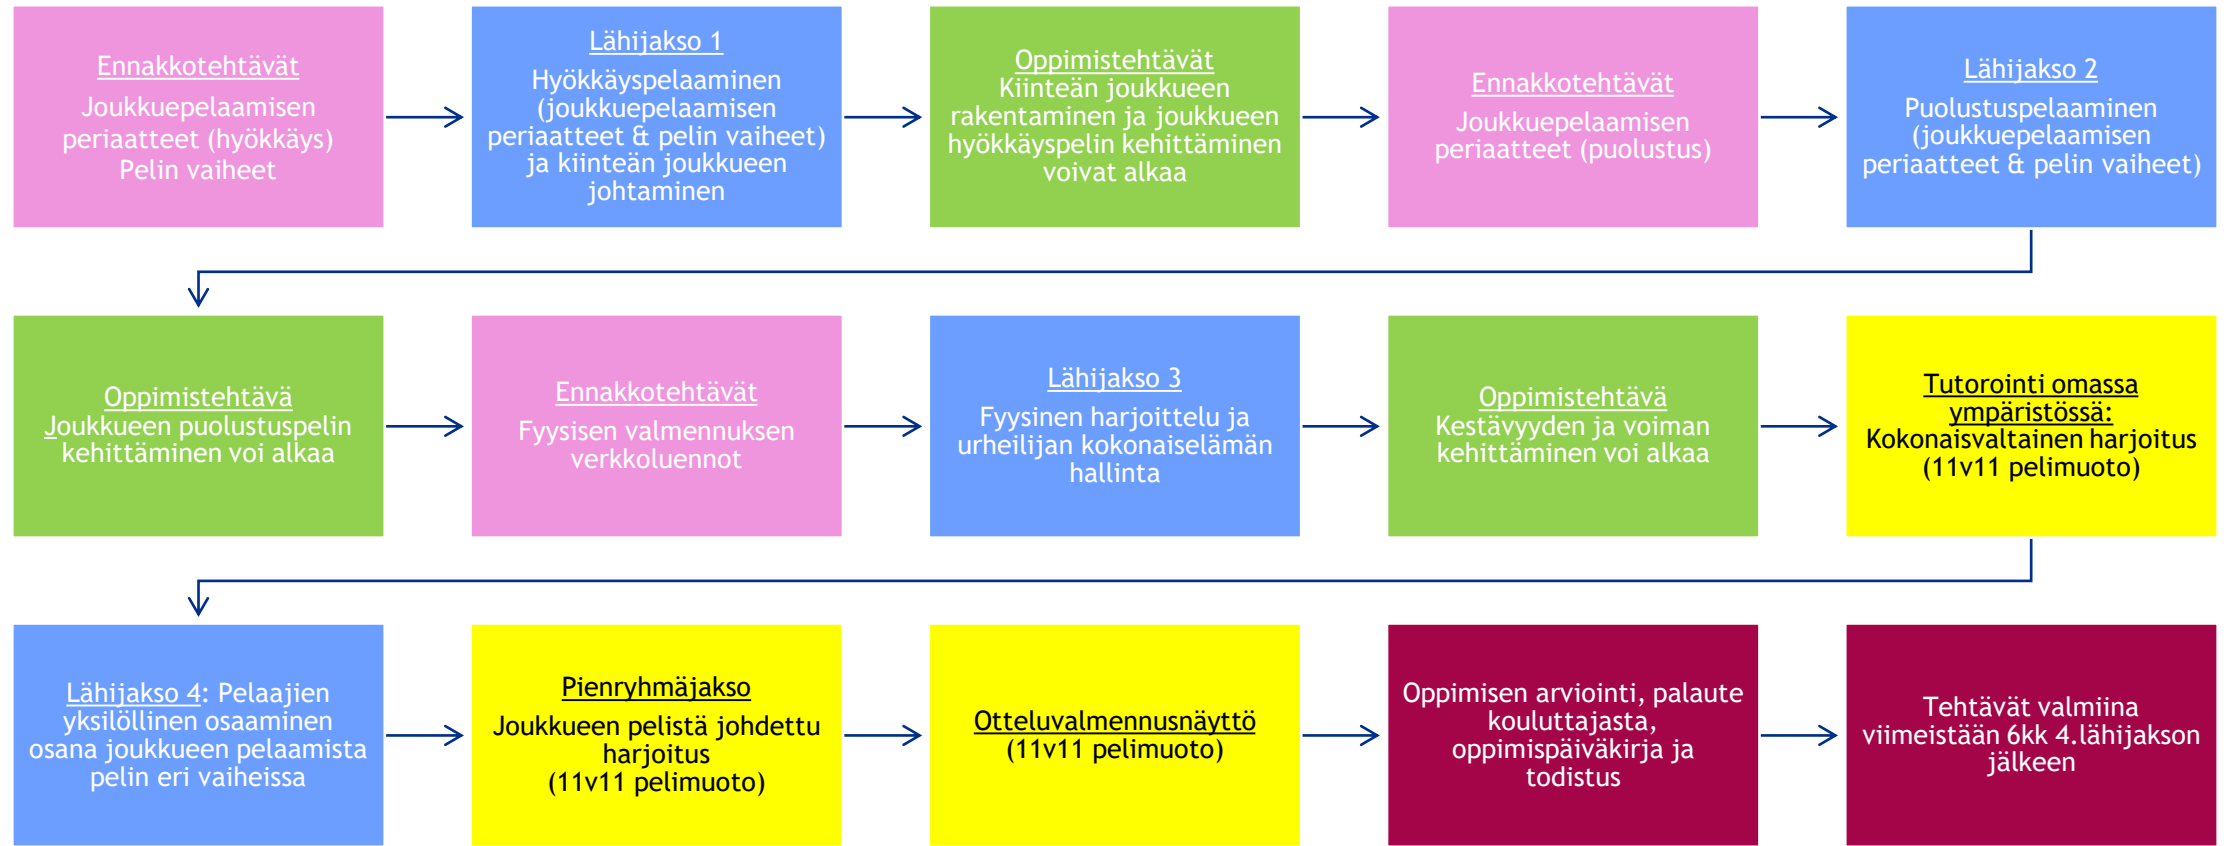 Ennakkotehtävät
Joukkuepelaamisen
periaatteet (hyökkäys)
Pelin vaiheet
Lähijakso 1
Hyökkäyspelaaminen
(joukkuepelaamisen
periaatteet & pelin vaiheet)
ja kiinteän joukkueen
johtaminen
Oppimistehtävät
Kiinteän joukkueen
rakentaminen ja joukkueen
hyökkäyspelin kehittäminen
voivat alkaa
Ennakkotehtävät
Joukkuepelaamisen
periaatteet (puolustus)
Lähijakso 2
Puolustuspelaaminen
(joukkuepelaamisen
periaatteet & pelin vaiheet)
Oppimistehtävä
Joukkueen puolustuspelin
kehittäminen voi alkaa
Ennakkotehtävät
Fyysisen valmennuksen
verkkoluennot
Lähijakso 3
Fyysinen harjoittelu ja
urheilijan kokonaiselämän
hallinta
Oppimistehtävä
Kestävyyden ja voiman
kehittäminen voi alkaa
Tutorointi omassa
ympäristössä:
Kokonaisvaltainen harjoitus
(11v11 pelimuoto)
Lähijakso 4: Pelaajien
yksilöllinen osaaminen
osana joukkueen pelaamista
pelin eri vaiheissa
Pienryhmäjakso
Joukkueen pelistä johdettu
harjoitus
(11v11 pelimuoto)
Otteluvalmennusnäyttö
(11v11 pelimuoto)
Oppimisen arviointi, palaute
kouluttajasta,
oppimispäiväkirja ja
todistus
Tehtävät valmiina
viimeistään 6kk 4.lähijakson
jälkeen